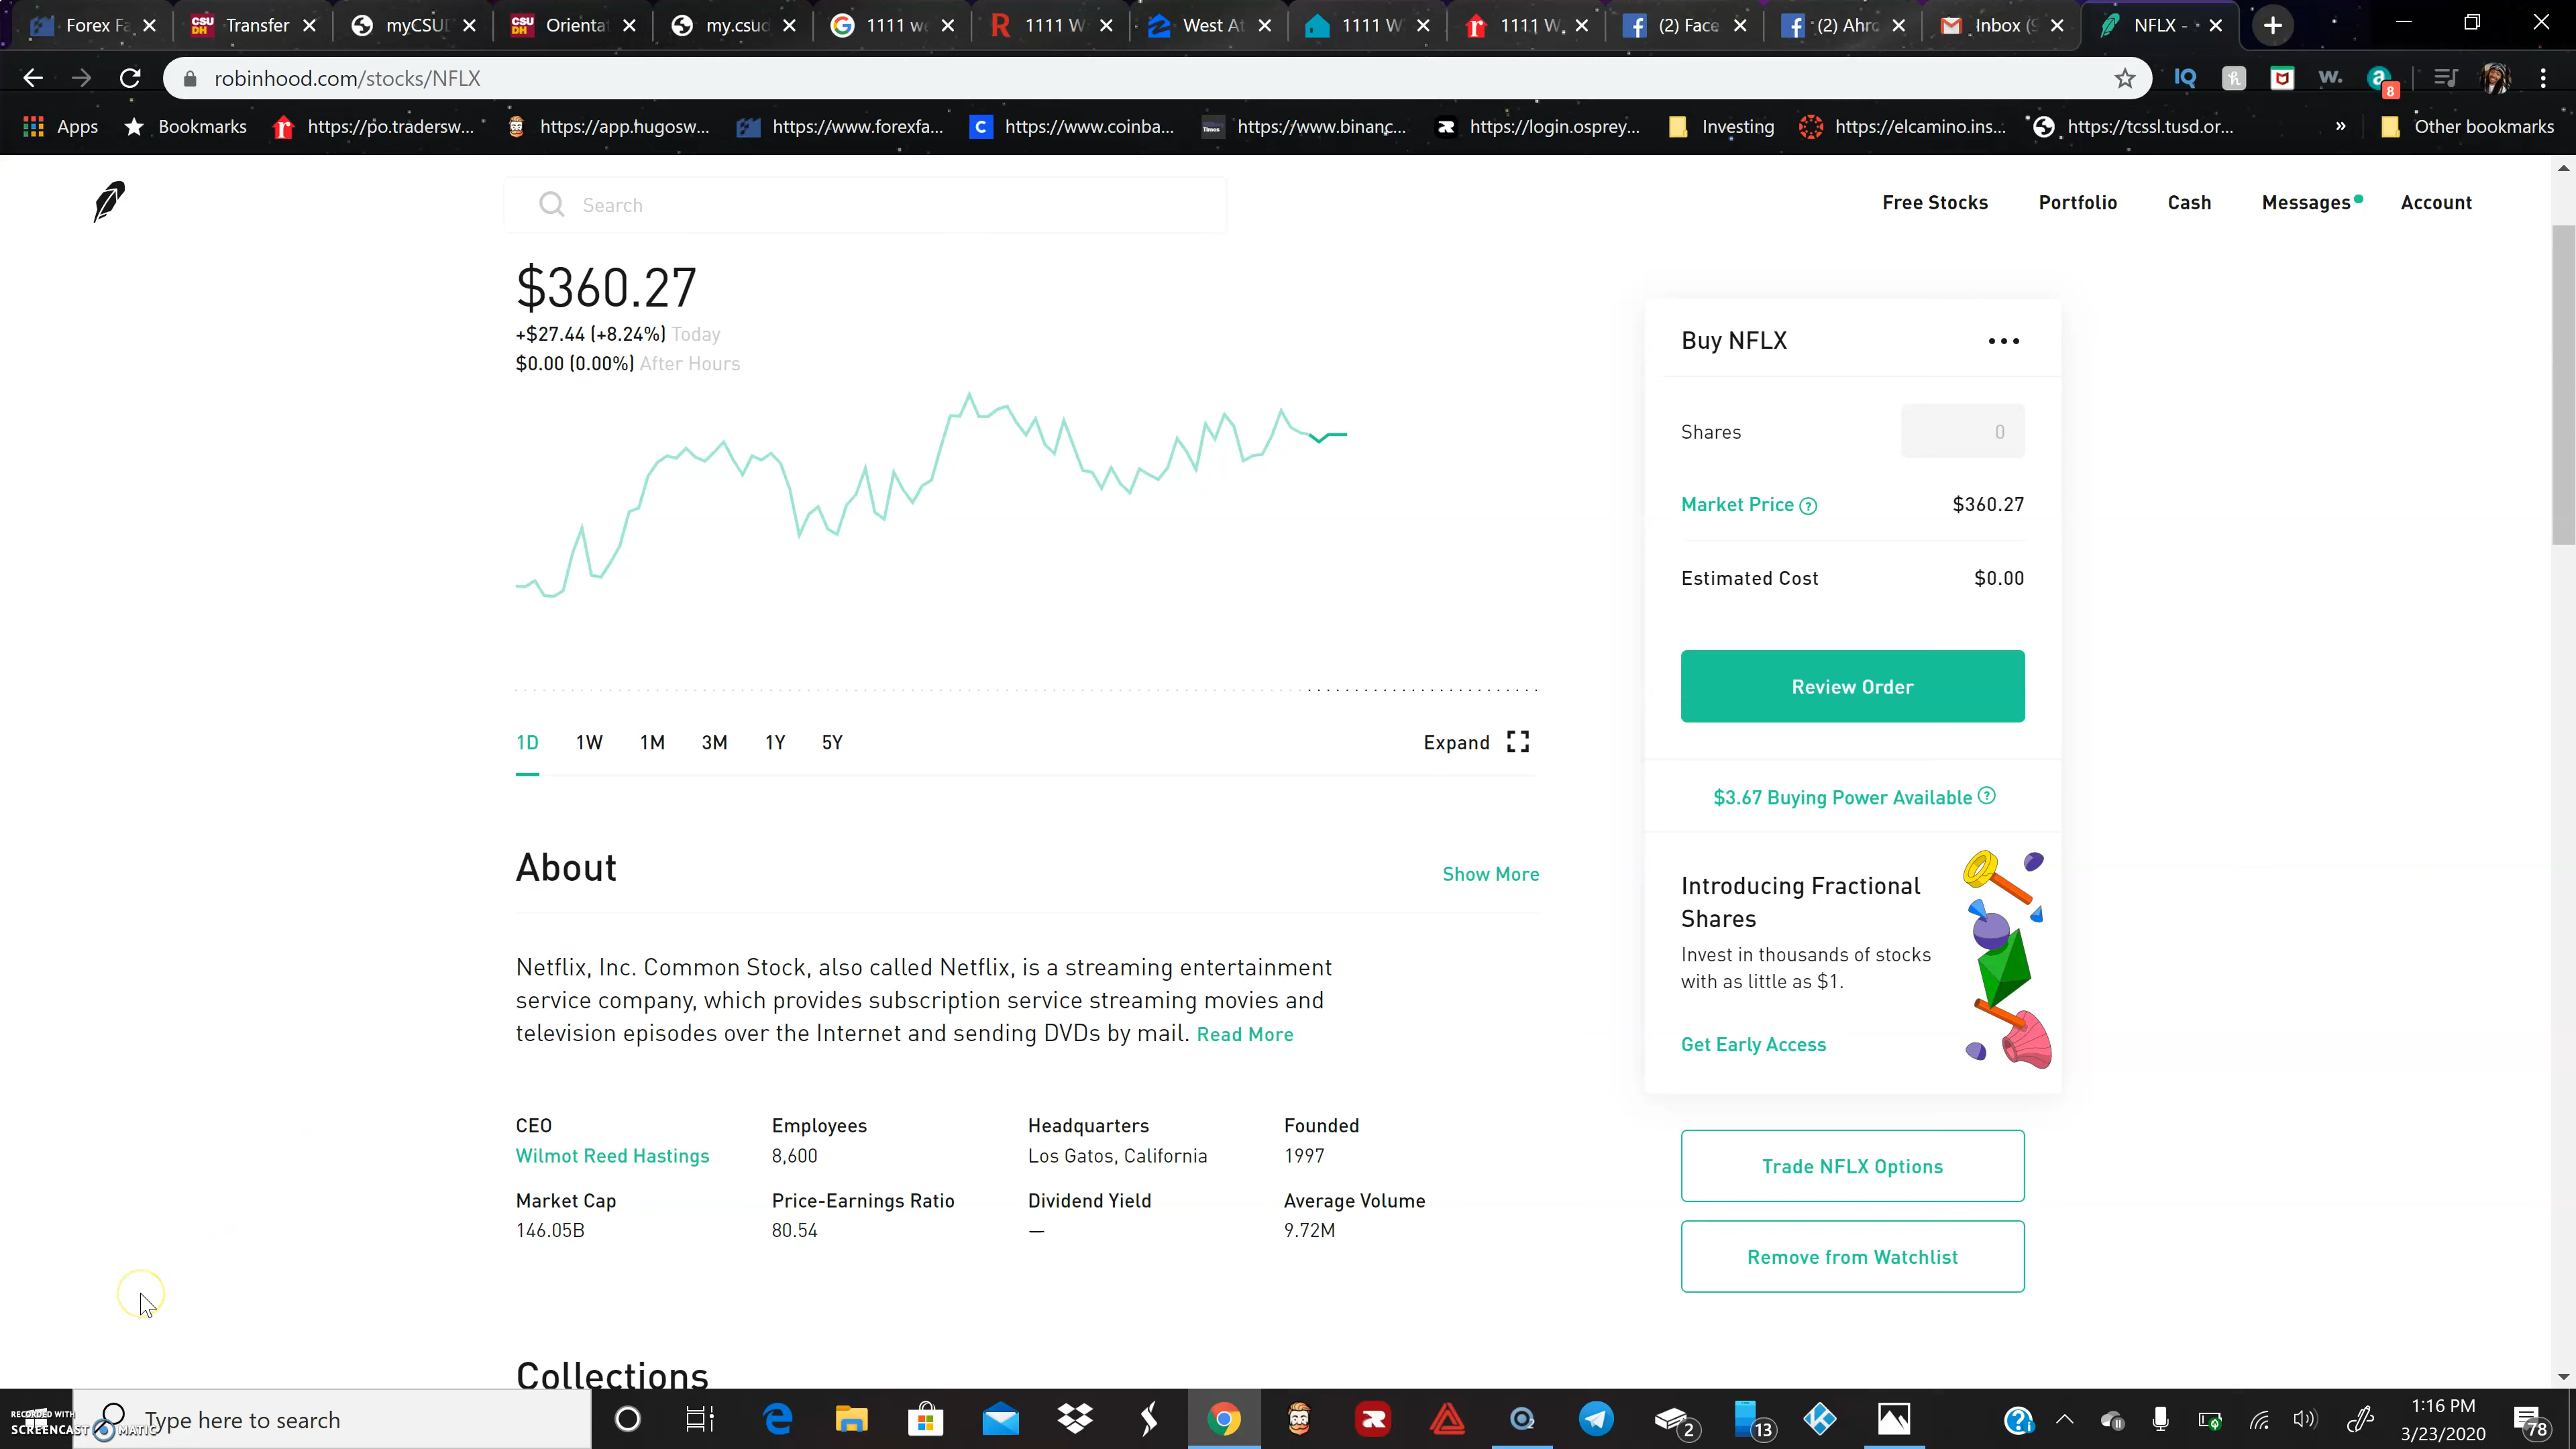 Forex Fa
Transfer
myCSU
Orienta
my.csud
1111 w
1111 W
West At
1111 W
1111 W.
(2) Face
(2) Ahr
Inbox (9
NFLX -
robinhood.com/stocks/NFLX
Apps
Bookmarks
https://po.tradersw...
https://app.hugosw...
https://www.forexfa...
https://www.coinba...
https://www.binanc...
https://login.osprey...
Investing
https://elcamino.ins...
https://tcssl.tusd.or...
»
Other bookmarks
Search
Free Stocks Portfolio Cash Messages Account
$360.27
+$27.44 (+8.24%) Today
$0.00 (0.00%) After Hours
1D 1W 1M 3M 1Y 5Y
Expand
Buy NFLX
Shares 0
Market Price $360.27
Estimated Cost $0.00
Review Order
$3.67 Buying Power Available
Introducing Fractional
Shares
Invest in thousands of stocks
with as little as $1.
Get Early Access
Trade NFLX Options
Remove from Watchlist
About
Show More
Netflix, Inc. Common Stock, also called Netflix, is a streaming entertainment
service company, which provides subscription service streaming movies and
television episodes over the Internet and sending DVDs by mail. Read More
CEO Employees Headquarters Founded
Wilmot Reed Hastings 8,600 Los Gatos, California 1997
Market Cap Price-Earnings Ratio Dividend Yield Average Volume
146.05B 80.54 — 9.72M
Collections
RECORDED WITH
SCREENCAST MATIC
Type here to search
2
13
1:16 PM
3/23/2020
78